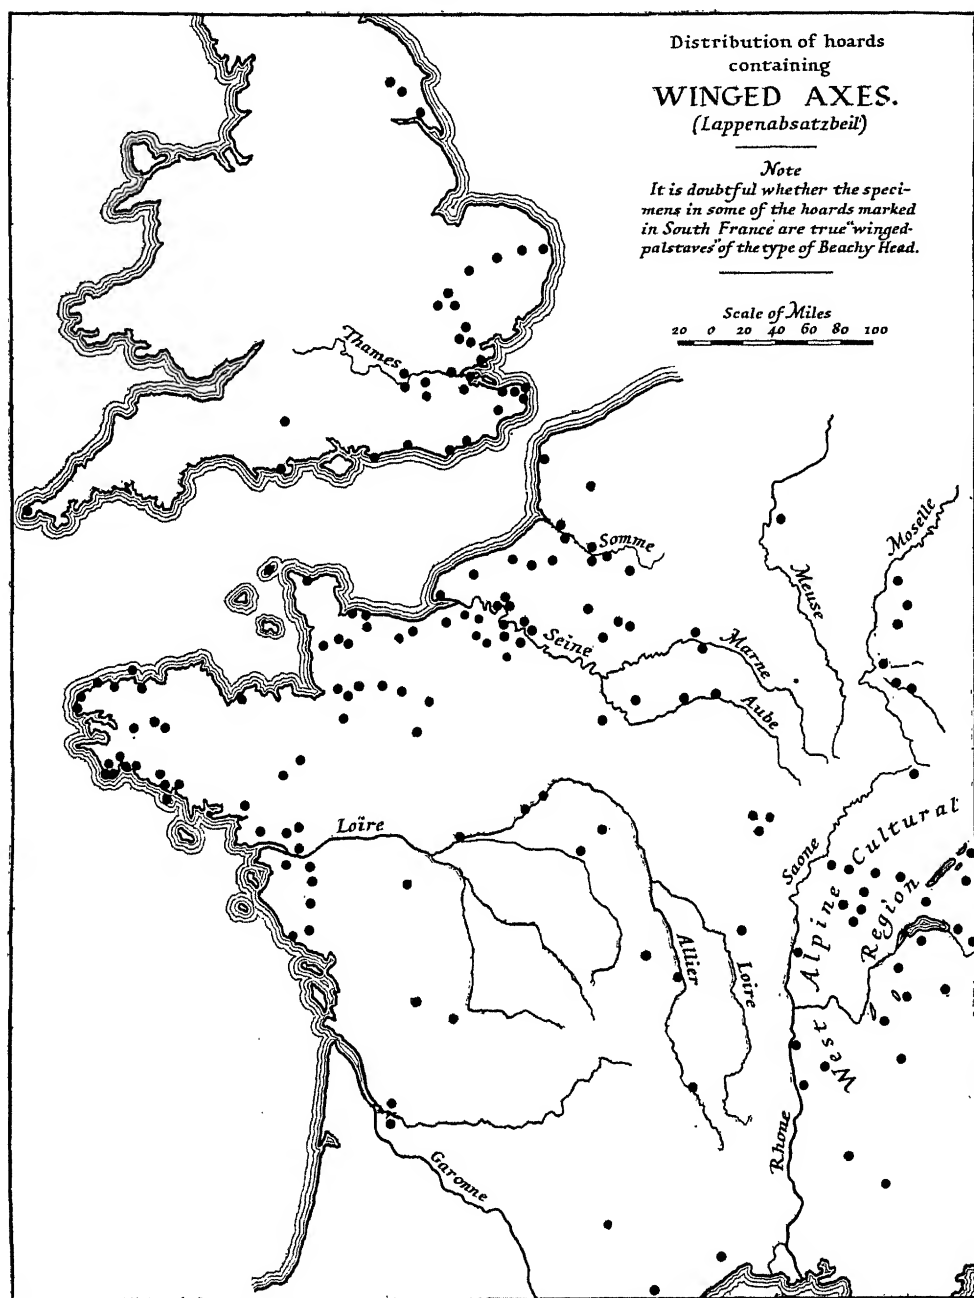 Distribution of hoards
containing
WINGED AXES.
(Lappenabsatzbeil)
Note
It is doubtful whether the speci-
mens in some of the hoards marked
in South France are true "winged-
palstaves" of the type of Beachy Head.
Scale of Miles
20 0 20 40 60 80 100
Thames
Somme
Moselle
Meuse
Seine
Marne
Aube
Loïre
Saone
West Alpine Cultural
Region
Allier
Loire
Rhone
Garonne